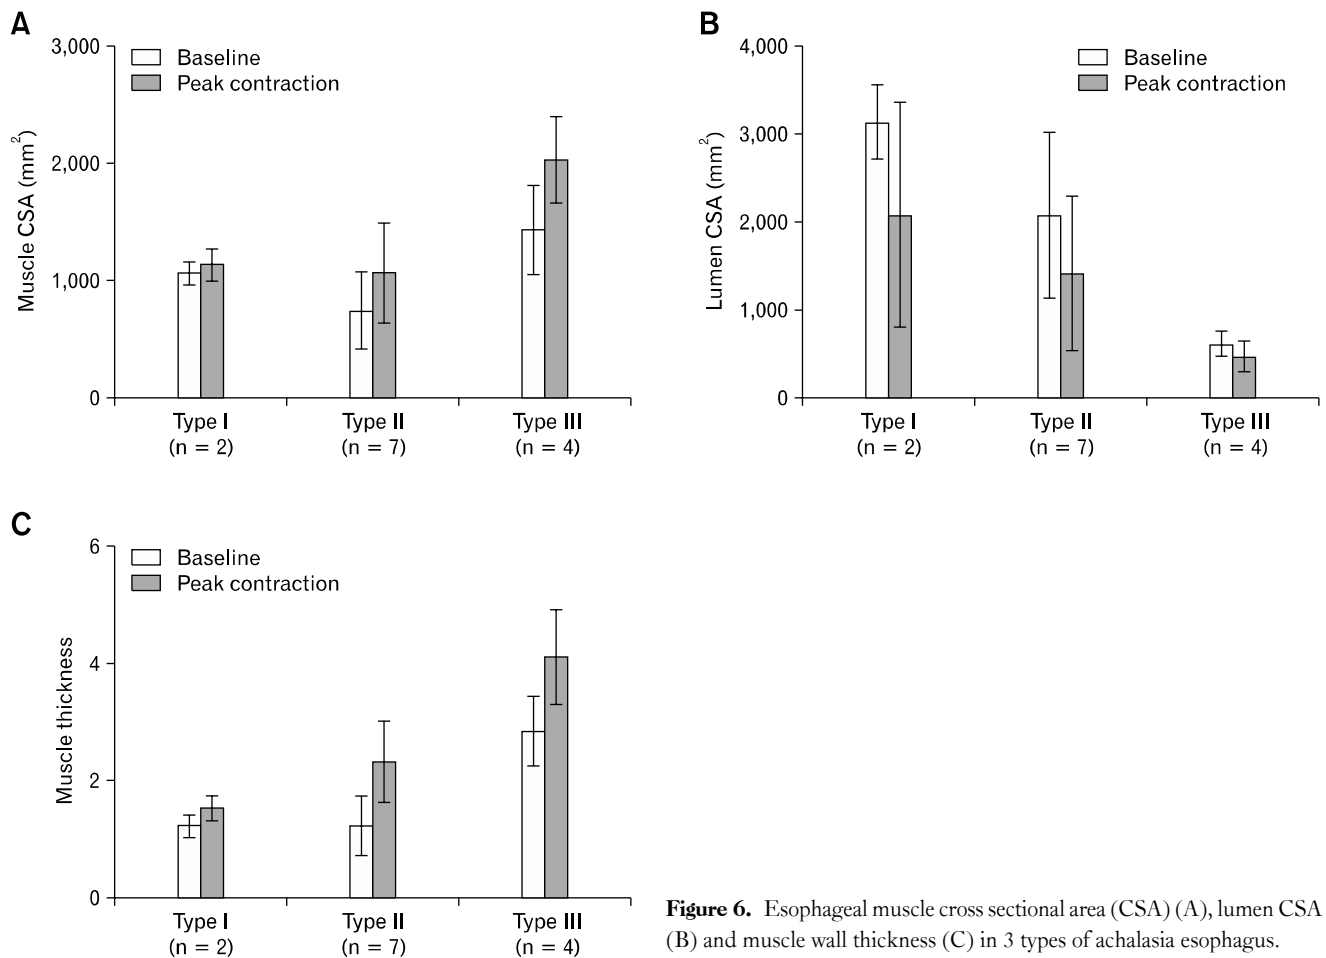 A
3,000
2,000
1,000
0
Muscle CSA (mm²)
Baseline
Peak contraction
Type I
(n = 2)
Type II
(n = 7)
Type III
(n = 4)
B
4,000
3,000
2,000
1,000
0
Lumen CSA (mm²)
Baseline
Peak contraction
Type I
(n = 2)
Type II
(n = 7)
Type III
(n = 4)
C
6
4
2
0
Muscle thickness
Baseline
Peak contraction
Type I
(n = 2)
Type II
(n = 7)
Type III
(n = 4)
Figure 6. Esophageal muscle cross sectional area (CSA) (A), lumen CSA
(B) and muscle wall thickness (C) in 3 types of achalasia esophagus.